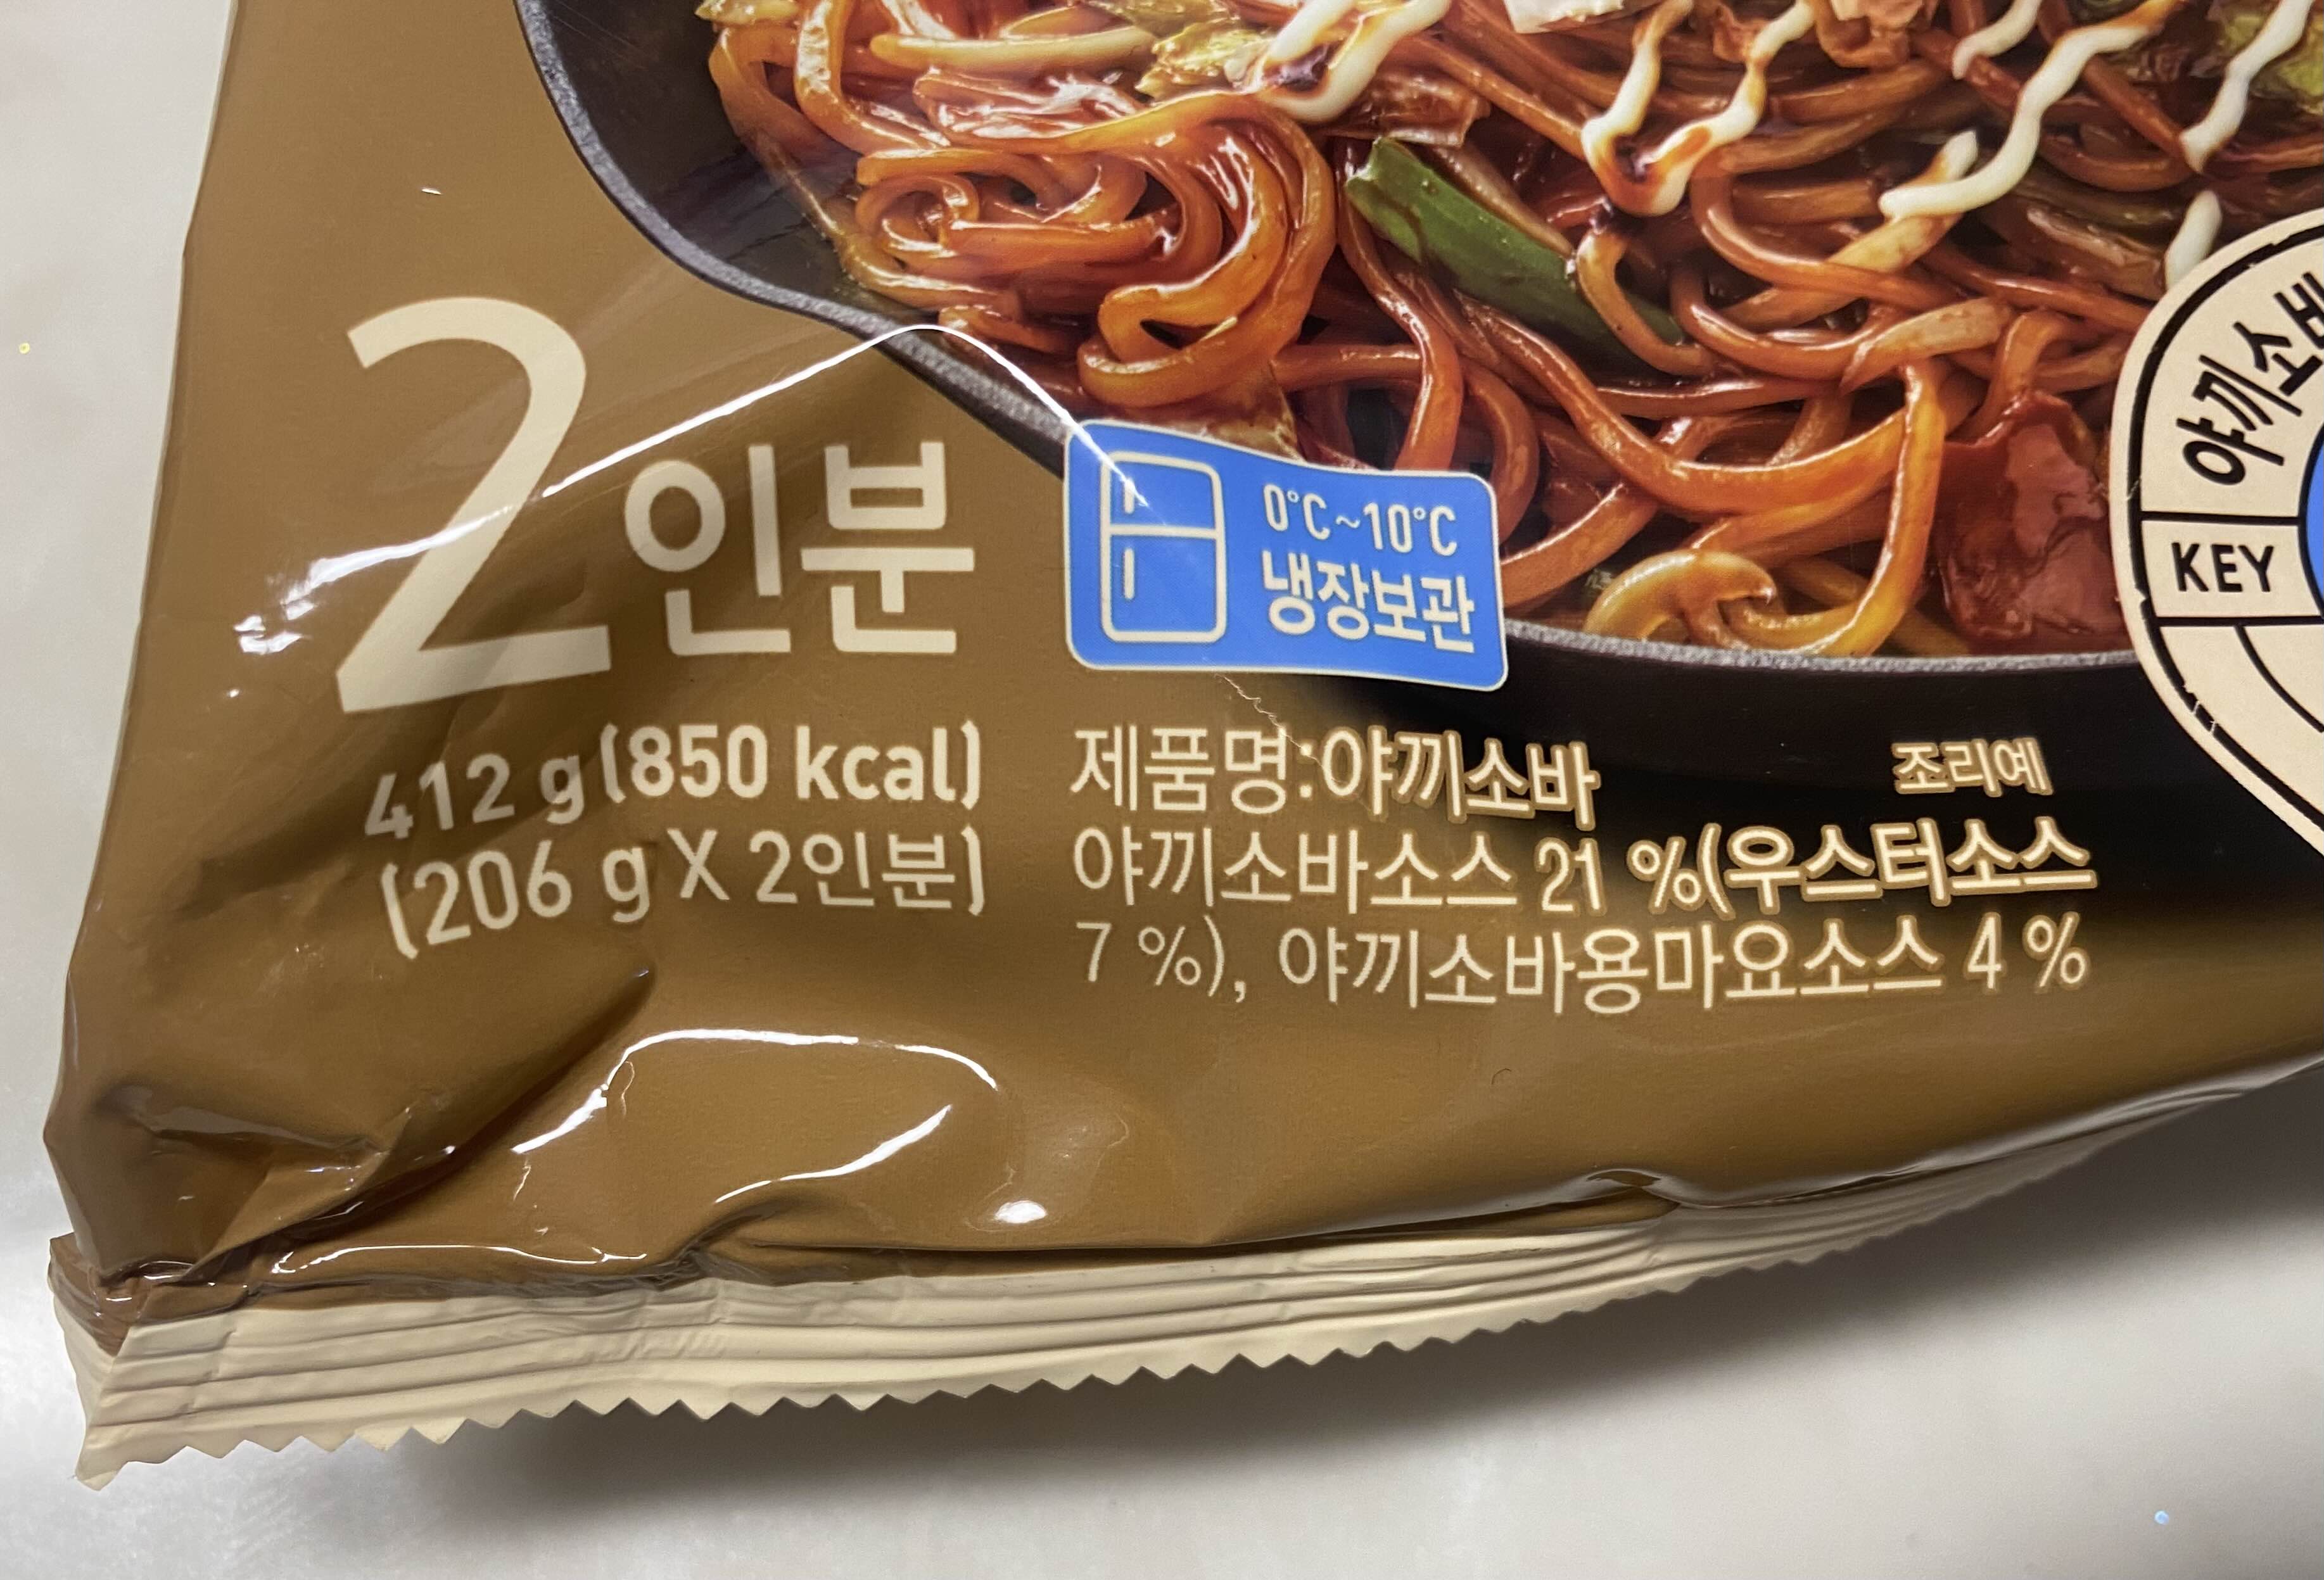 2인분
0℃~10℃
냉장보관
412 g (850 kcal)
(206 g X 2인분)
제품명:야끼소바
조리예
야끼소바소스 21 %(우스터소스
7 %), 야끼소바용마요소스 4 %
KEY